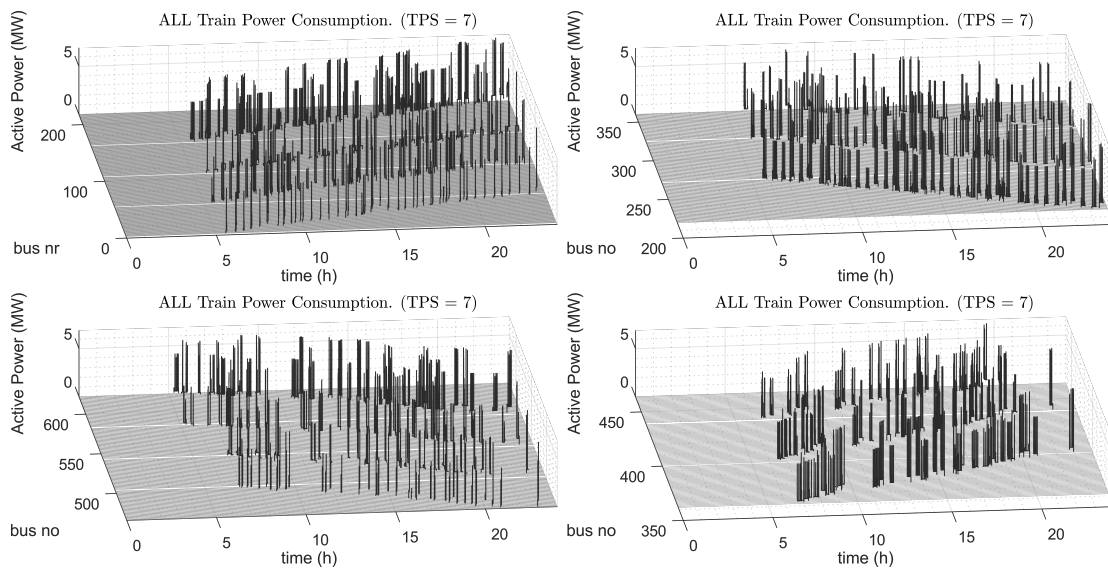 ALL Train Power Consumption. (TPS = 7)
Active Power (MW)
5
0
200
100
0
bus nr
0
5
10
15
20
time (h)
ALL Train Power Consumption. (TPS = 7)
Active Power (MW)
5
0
350
300
250
200
bus no
0
5
10
15
20
time (h)
ALL Train Power Consumption. (TPS = 7)
Active Power (MW)
5
0
600
550
500
bus no
0
5
10
15
20
time (h)
ALL Train Power Consumption. (TPS = 7)
Active Power (MW)
5
0
450
400
350
bus no
0
5
10
15
20
time (h)